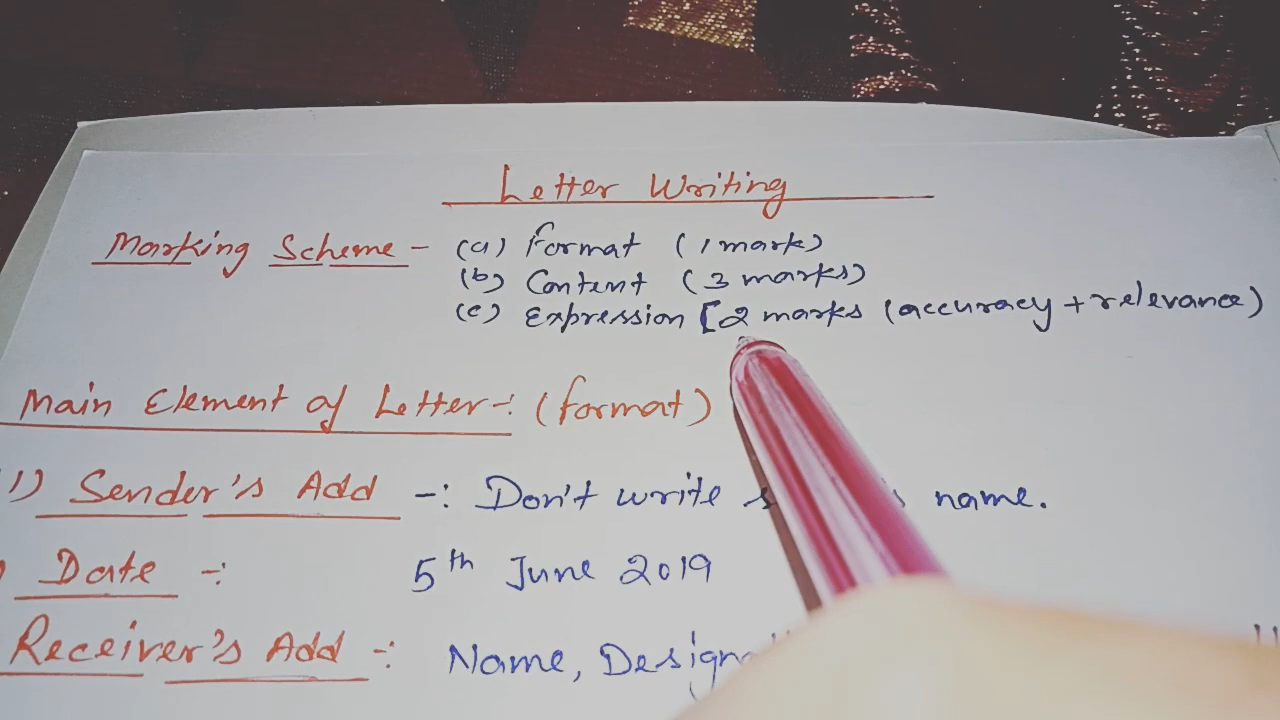 Letter Writing
Marking Scheme - (a) Format (1 mark)
(b) Content (3 marks)
(c) Expression [2 marks (accuracy + relevance)
Main Element of Letter -: (format)
1) Sender's Add -: Don't write name.
Date -: 5th June 2019
Receiver's Add -: Name,